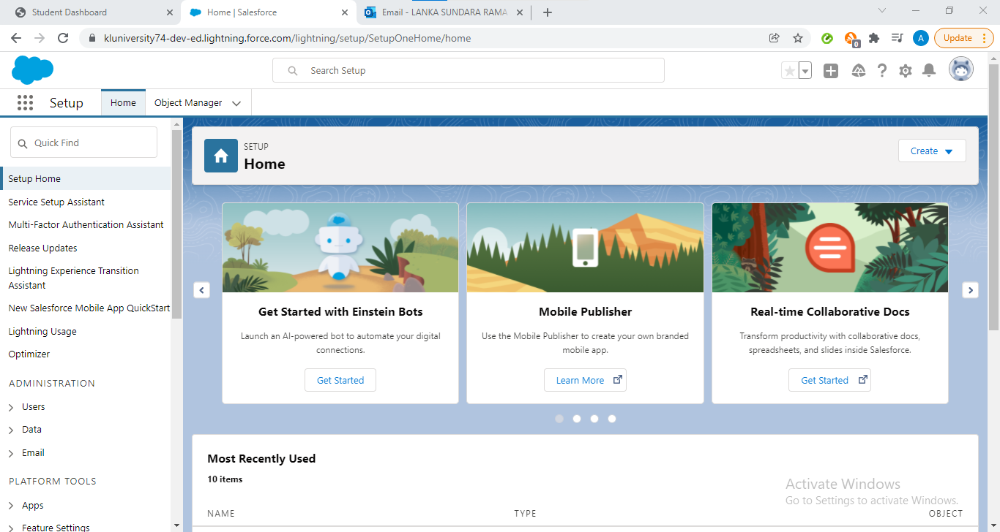 Student Dashboard
Home | Salesforce
Email - LANKA SUNDARA RAMA
kluniversity74-dev-ed.lightning.force.com/lightning/setup/SetupOneHome/home
0
A
Update
Search Setup
Setup
Home
Object Manager
Quick Find
Setup Home
Service Setup Assistant
Multi-Factor Authentication Assistant
Release Updates
Lightning Experience Transition
Assistant
New Salesforce Mobile App QuickStart
Lightning Usage
Optimizer
ADMINISTRATION
Users
Data
Email
PLATFORM TOOLS
Apps
Feature Settings
SETUP
Home
Create
Get Started with Einstein Bots
Launch an AI-powered bot to automate your digital
connections.
Get Started
Mobile Publisher
Use the Mobile Publisher to create your own branded
mobile app.
Learn More
Real-time Collaborative Docs
Transform productivity with collaborative docs,
spreadsheets, and slides inside Salesforce.
Get Started
Most Recently Used
10 items
NAME
TYPE
OBJECT
Activate Windows
Go to Settings to activate Windows.